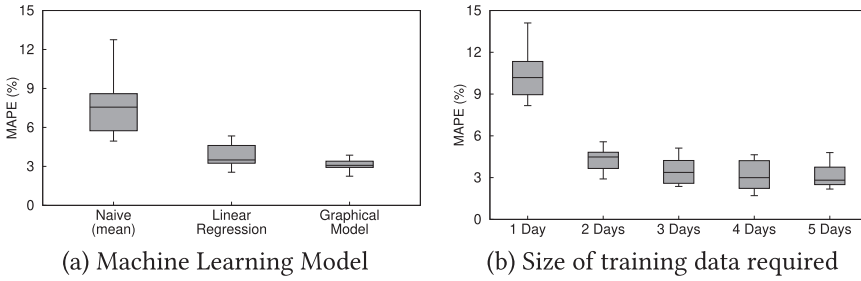 15
12
9
6
3
0
MAPE (%)
Naive
(mean)
Linear
Regression
Graphical
Model
(a) Machine Learning Model
15
12
9
6
3
0
MAPE (%)
1 Day
2 Days
3 Days
4 Days
5 Days
(b) Size of training data required